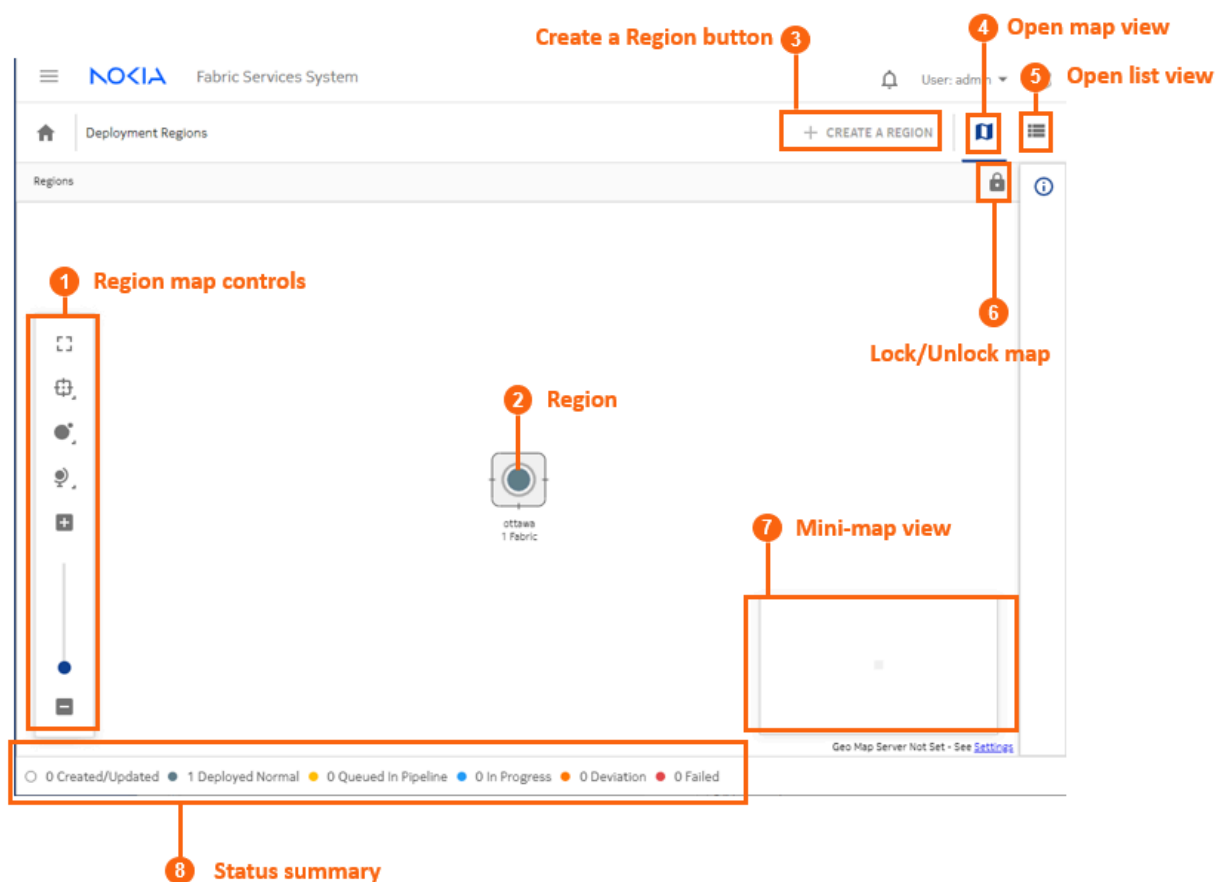 Create a Region button 3
4 Open map view
NOKIA Fabric Services System
User: admin
5 Open list view
Deployment Regions
+ CREATE A REGION
Regions
1 Region map controls
6
Lock/Unlock map
2 Region
ottawa
1 Fabric
7 Mini-map view
Geo Map Server Not Set - See Settings
0 Created/Updated 1 Deployed Normal 0 Queued In Pipeline 0 In Progress 0 Deviation 0 Failed
8 Status summary